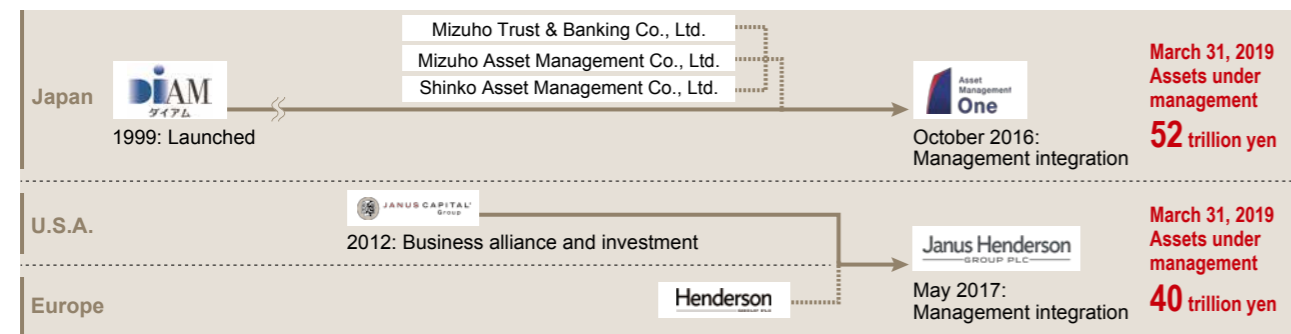 Mizuho Trust & Banking Co., Ltd.
Mizuho Asset Management Co., Ltd.
Shinko Asset Management Co., Ltd.
Japan
DIAM
ダイアム
1999: Launched
Asset
Management
One
October 2016:
Management integration
March 31, 2019
Assets under
management
52 trillion yen
U.S.A.
JANUS CAPITAL
Group
2012: Business alliance and investment
Europe
Henderson
GROUP PLC
Janus Henderson
GROUP PLC
May 2017:
Management integration
March 31, 2019
Assets under
management
40 trillion yen